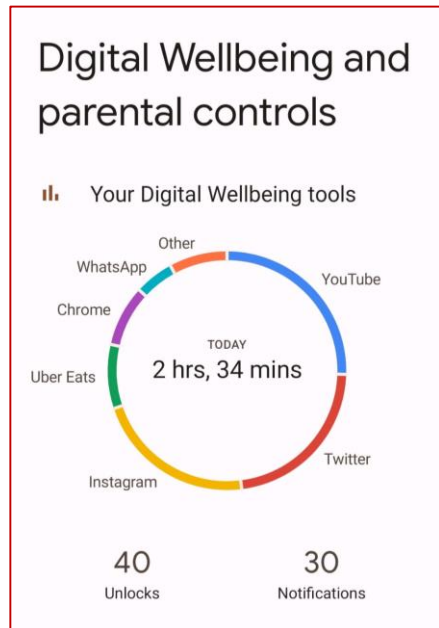 Digital Wellbeing and
parental controls
Your Digital Wellbeing tools
Other
WhatsApp
YouTube
Chrome
TODAY
2 hrs, 34 mins
Uber Eats
Twitter
Instagram
40
30
Unlocks
Notifications